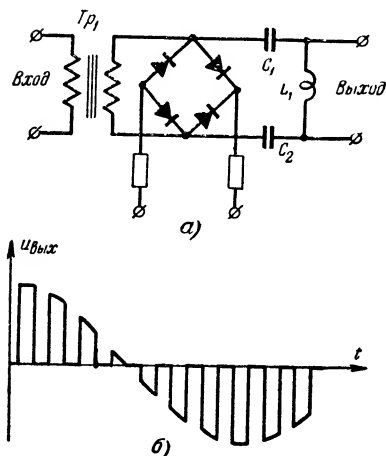 Тр₁
Вход
C₁
L₁
Выход
C₂
а)
uвых
t
б)